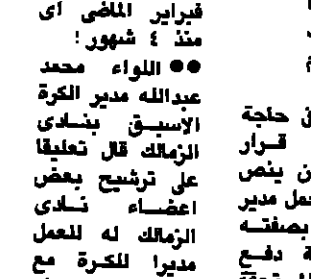 فبراير الماضى اى
منذ ٤ شهور !
●● اللواء محمد
عبدالله مدير الكرة
الاسبق بنادى
الزمالك قال تعليقا
على ترشيح بعض
اعضاء نادى
الزمالك له للعمل
مديرا للكرة مع
حاجة
قرار
ينص
مدير
بصفته
دفع